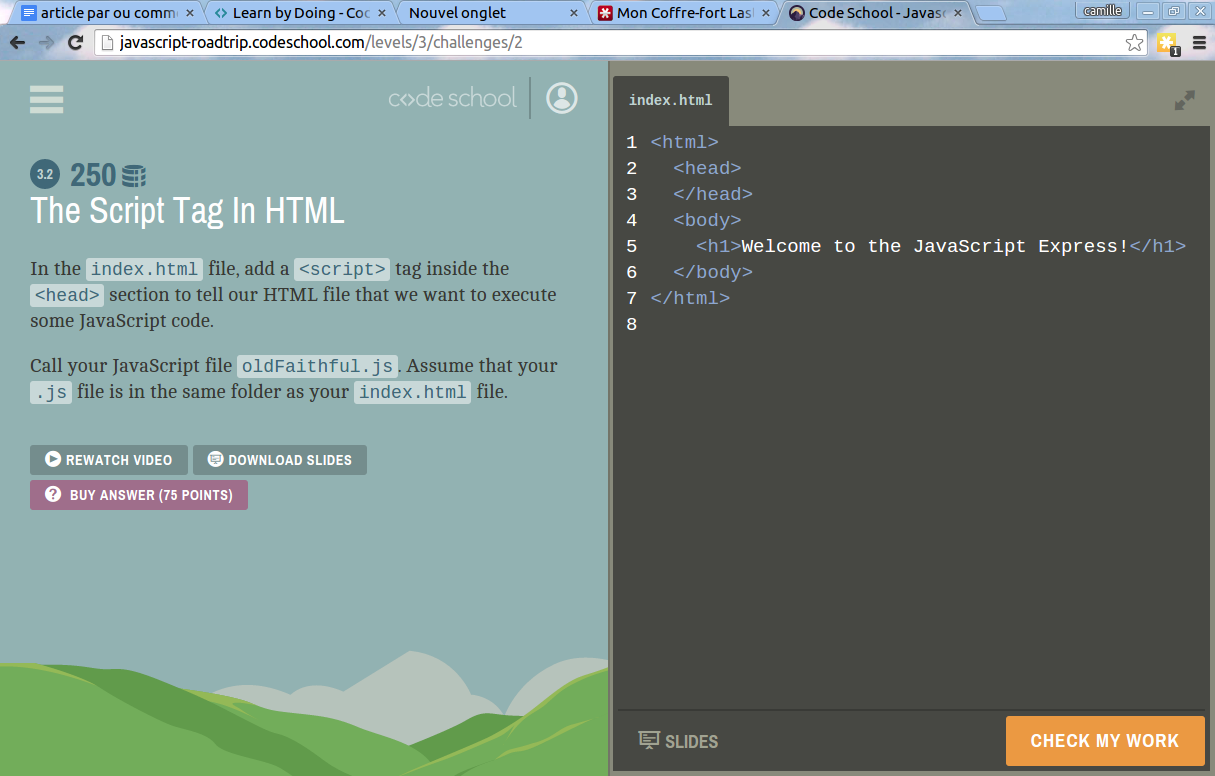 article par ou comm
Learn by Doing - Coc
Nouvel onglet
Mon Coffre-fort Las
Code School - Javasc
camille
javascript-roadtrip.codeschool.com/levels/3/challenges/2
1
code school
3.2 250
The Script Tag In HTML
In the index.html file, add a <script> tag inside the
<head> section to tell our HTML file that we want to execute
some JavaScript code.
Call your JavaScript file oldFaithful.js. Assume that your
.js file is in the same folder as your index.html file.
REWATCH VIDEO
DOWNLOAD SLIDES
BUY ANSWER (75 POINTS)
index.html
1 <html>
2 <head>
3 </head>
4 <body>
5 <h1>Welcome to the JavaScript Express!</h1>
6 </body>
7 </html>
8
SLIDES
CHECK MY WORK